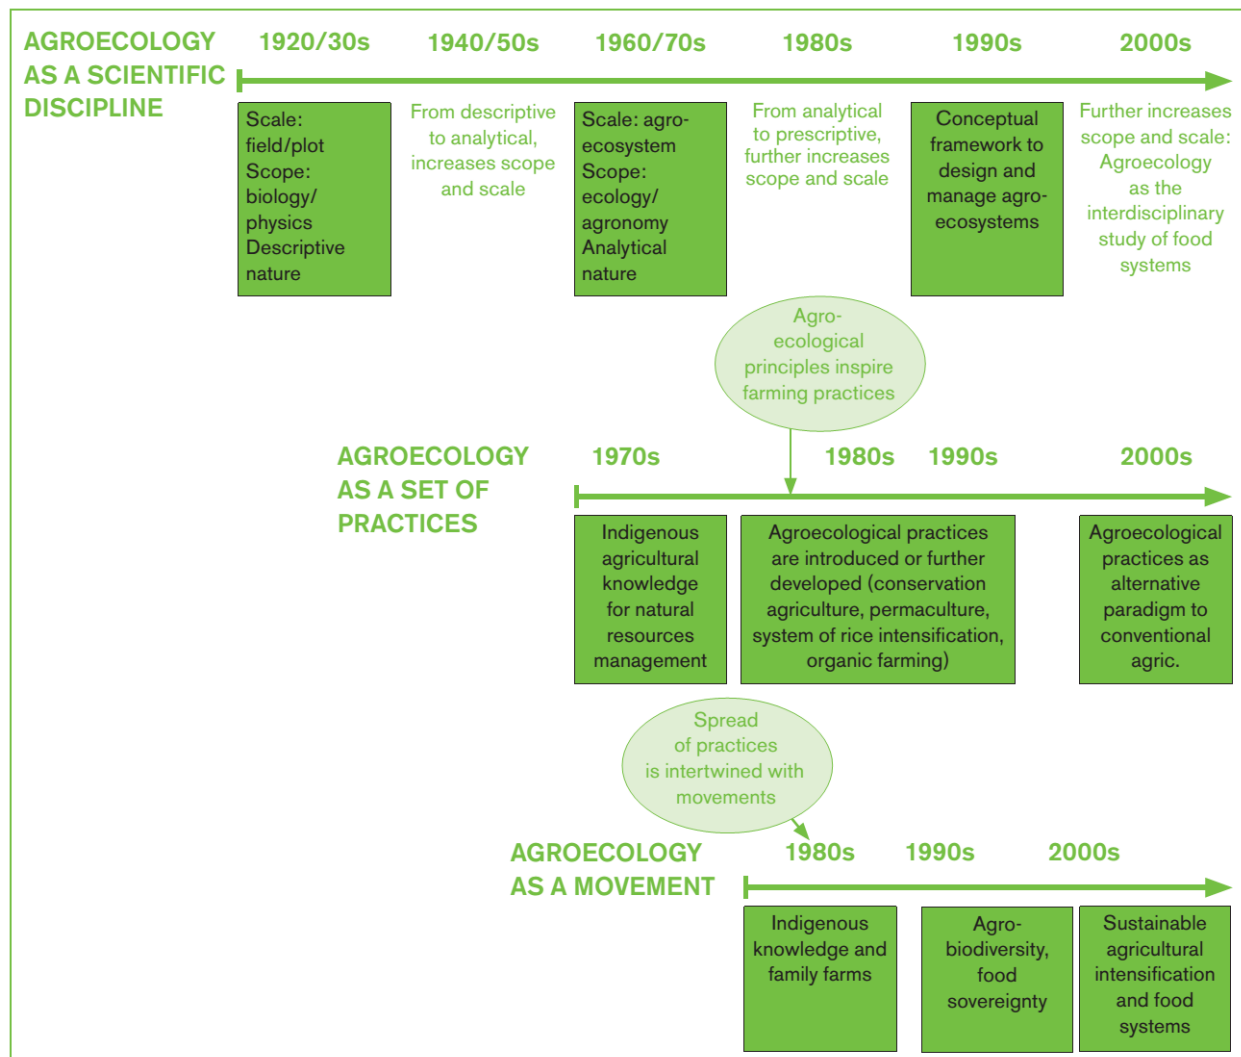 AGROECOLOGY
AS A SCIENTIFIC
DISCIPLINE
1920/30s
1940/50s
1960/70s
1980s
1990s
2000s
Scale:
field/plot
Scope:
biology/
physics
Descriptive
nature
From descriptive
to analytical,
increases scope
and scale
Scale: agro-
ecosystem
Scope:
ecology/
agronomy
Analytical
nature
From analytical
to prescriptive,
further increases
scope and scale
Conceptual
framework to
design and
manage agro-
ecosystems
Further increases
scope and scale:
Agroecology
as the
interdisciplinary
study of food
systems
Agro-
ecological
principles inspire
farming practices
AGROECOLOGY
AS A SET OF
PRACTICES
1970s
1980s
1990s
2000s
Indigenous
agricultural
knowledge
for natural
resources
management
Agroecological practices
are introduced or further
developed (conservation
agriculture, permaculture,
system of rice intensification,
organic farming)
Agroecological
practices as
alternative
paradigm to
conventional
agric.
Spread
of practices
is intertwined with
movements
AGROECOLOGY
AS A MOVEMENT
1980s
1990s
2000s
Indigenous
knowledge and
family farms
Agro-
biodiversity,
food
sovereignty
Sustainable
agricultural
intensification
and food
systems